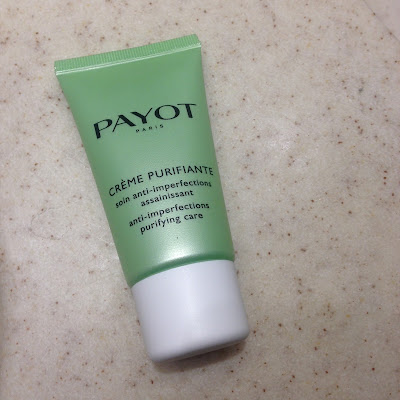 PAYOT
PARIS
CRÈME PURIFIANTE
soin anti-imperfections
assainissant
anti-imperfections
purifying care